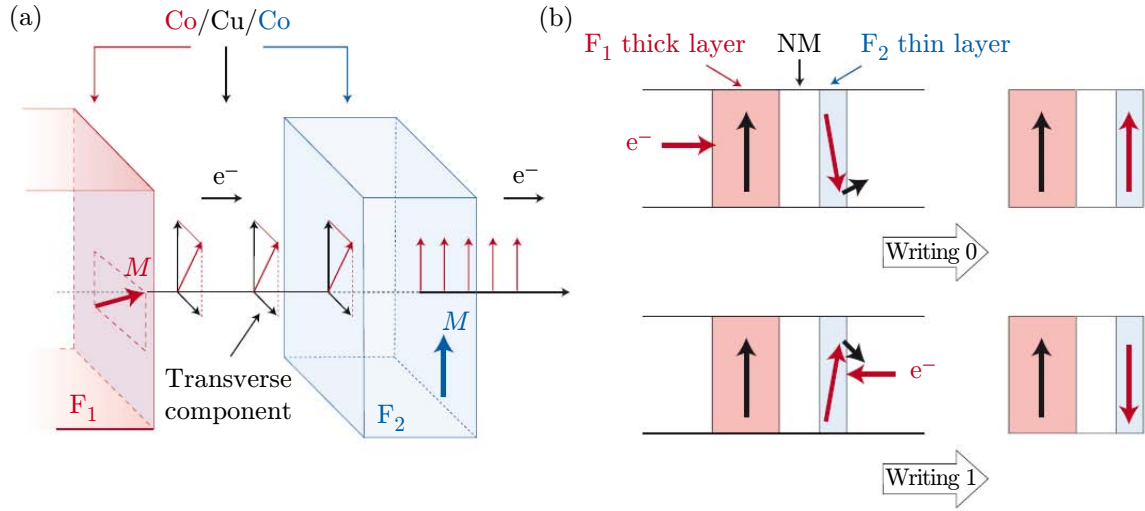 (a)
Co/Cu/Co
e⁻
e⁻
M
M
Transverse
component
F₁
F₂
(b)
F₁ thick layer
NM
F₂ thin layer
e⁻
Writing 0
e⁻
Writing 1